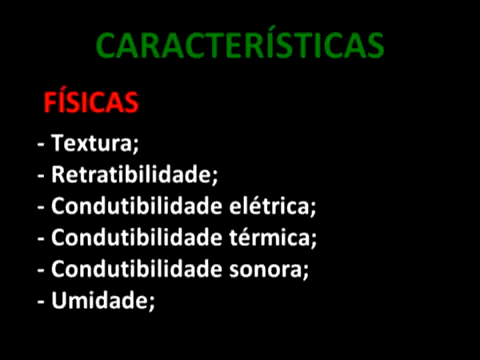 CARACTERÍSTICAS
FÍSICAS
- Textura;
- Retratibilidade;
- Condutibilidade elétrica;
- Condutibilidade térmica;
- Condutibilidade sonora;
- Umidade;